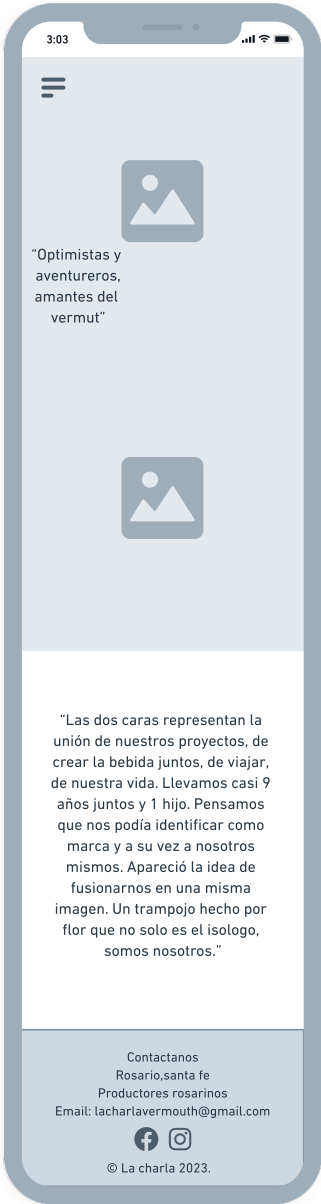 3:03
“Optimistas y
aventureros,
amantes del
vermut”
“Las dos caras representan la
unión de nuestros proyectos, de
crear la bebida juntos, de viajar,
de nuestra vida. Llevamos casi 9
años juntos y 1 hijo. Pensamos
que nos podía identificar como
marca y a su vez a nosotros
mismos. Apareció la idea de
fusionarnos en una misma
imagen. Un trampojo hecho por
flor que no solo es el isologo,
somos nosotros.”
Contactanos
Rosario,santa fe
Productores rosarinos
Email: lacharlavermouth@gmail.com
© La charla 2023.